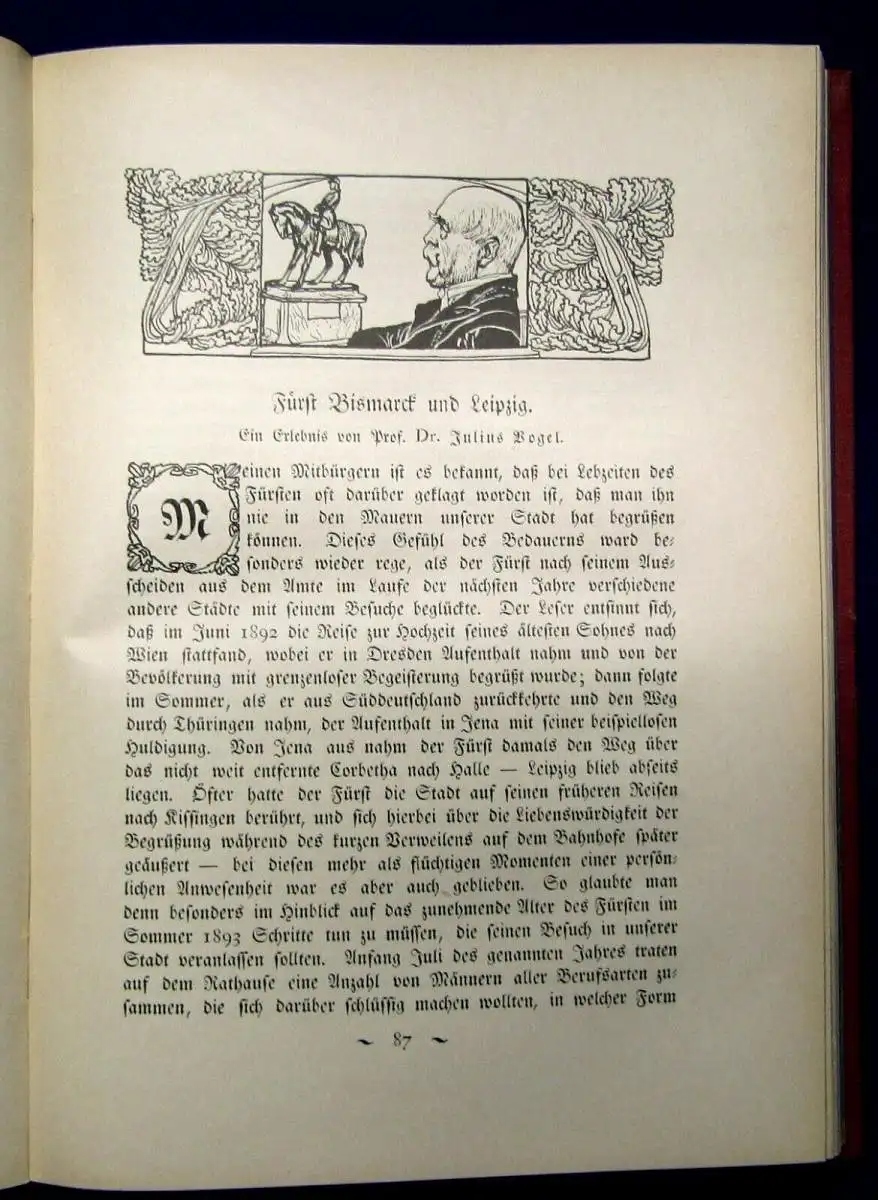 Fürst Bismarck und Leipzig.
Ein Erlebnis von Prof. Dr. Julius Vogel.
Meinen Mitbürgern ist es bekannt, daß bei Lebzeiten des
Fürsten oft darüber geklagt worden ist, daß man ihn
nie in den Mauern unserer Stadt hat begrüßen
können. Dieses Gefühl des Bedauerns ward be-
sonders wieder rege, als der Fürst nach seinem Aus-
scheiden aus dem Amte im Laufe der nächsten Jahre verschiedene
andere Städte mit seinem Besuche beglückte. Der Leser entsinnt sich,
daß im Juni 1892 die Reise zur Hochzeit seines ältesten Sohnes nach
Wien stattfand, wobei er in Dresden Aufenthalt nahm und von der
Bevölkerung mit grenzenloser Begeisterung begrüßt wurde; dann folgte
im Sommer, als er aus Süddeutschland zurückkehrte und den Weg
durch Thüringen nahm, der Aufenthalt in Jena mit seiner beispiellosen
Huldigung. Von Jena aus nahm der Fürst damals den Weg über
das nicht weit entfernte Corbetha nach Halle — Leipzig blieb abseits
liegen. Öfter hatte der Fürst die Stadt auf seinen früheren Reisen
nach Kissingen berührt, und sich hierbei über die Liebenswürdigkeit der
Begrüßung während des kurzen Verweilens auf dem Bahnhofe später
geäußert — bei diesen mehr als flüchtigen Momenten einer persön-
lichen Anwesenheit war es aber auch geblieben. So glaubte man
denn besonders im Hinblick auf das zunehmende Alter des Fürsten im
Sommer 1893 Schritte tun zu müssen, die seinen Besuch in unserer
Stadt veranlassen sollten. Anfang Juli des genannten Jahres traten
auf dem Rathause eine Anzahl von Männern aller Berufsarten zu-
sammen, die sich darüber schlüssig machen wollten, in welcher Form
~ 87 ~